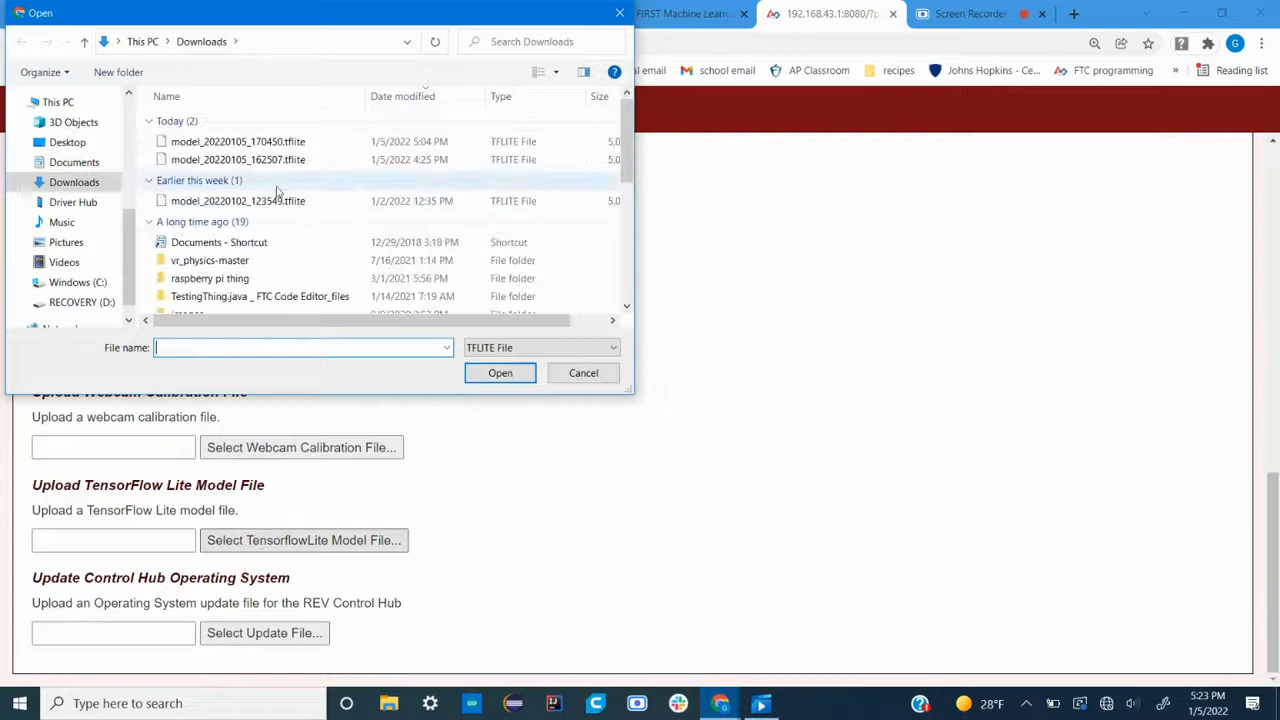 Open
FIRST Machine Learn
192.168.43.1:8080/?p
Screen Recorder
This PC
Downloads
Search Downloads
Organize
New folder
al email
school email
AP Classroom
recipes
Johns Hopkins - Ce...
FTC programming
»
Reading list
This PC
3D Objects
Desktop
Documents
Downloads
Driver Hub
Music
Pictures
Videos
Windows (C:)
RECOVERY (D:)
Name
Date modified
Type
Size
Today (2)
model_20220105_170450.tflite 1/5/2022 5:04 PM TFLITE File 5,0
model_20220105_162507.tflite 1/5/2022 4:25 PM TFLITE File 5,0
Earlier this week (1)
model_20220102_123549.tflite 1/2/2022 12:35 PM TFLITE File 5,0
A long time ago (19)
Documents - Shortcut 12/29/2018 3:18 PM Shortcut
vr_physics-master 7/16/2021 1:14 PM File folder
raspberry pi thing 3/1/2021 5:56 PM File folder
TestingThing.java _ FTC Code Editor_files 1/14/2021 7:19 AM File folder
File name:
TFLITE File
Open
Cancel
Upload Webcam Calibration File
Upload a webcam calibration file.
Select Webcam Calibration File...
Upload TensorFlow Lite Model File
Upload a TensorFlow Lite model file.
Select TensorflowLite Model File...
Update Control Hub Operating System
Upload an Operating System update file for the REV Control Hub
Select Update File...
Type here to search
28°F
5:23 PM
1/5/2022